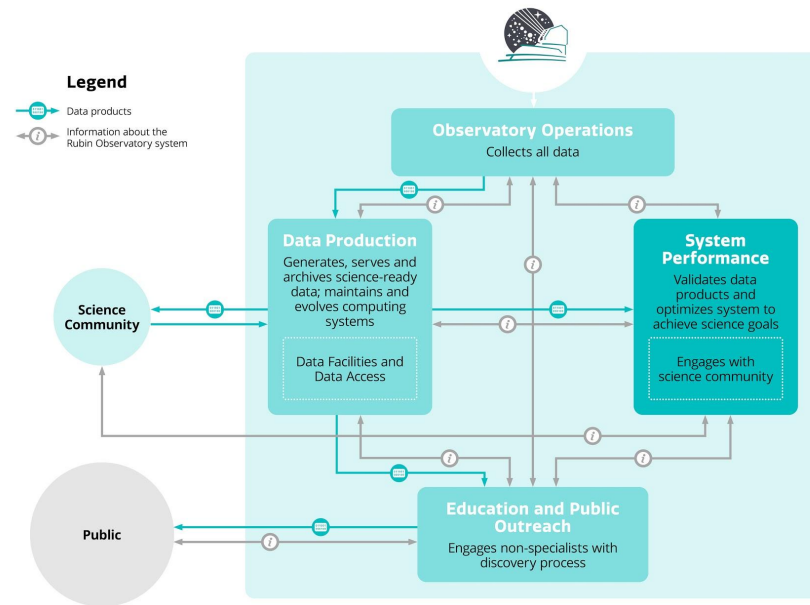 Legend
Data products
Information about the
Rubin Observatory system
Observatory Operations
Collects all data
Data Production
Generates, serves and
archives science-ready
data; maintains and
evolves computing
systems
Data Facilities and
Data Access
System
Performance
Validates data
products and
optimizes system to
achieve science goals
Engages with
science community
Science
Community
Public
Education and Public
Outreach
Engages non-specialists with
discovery process
i
i
i
i
i
i
i
i
i